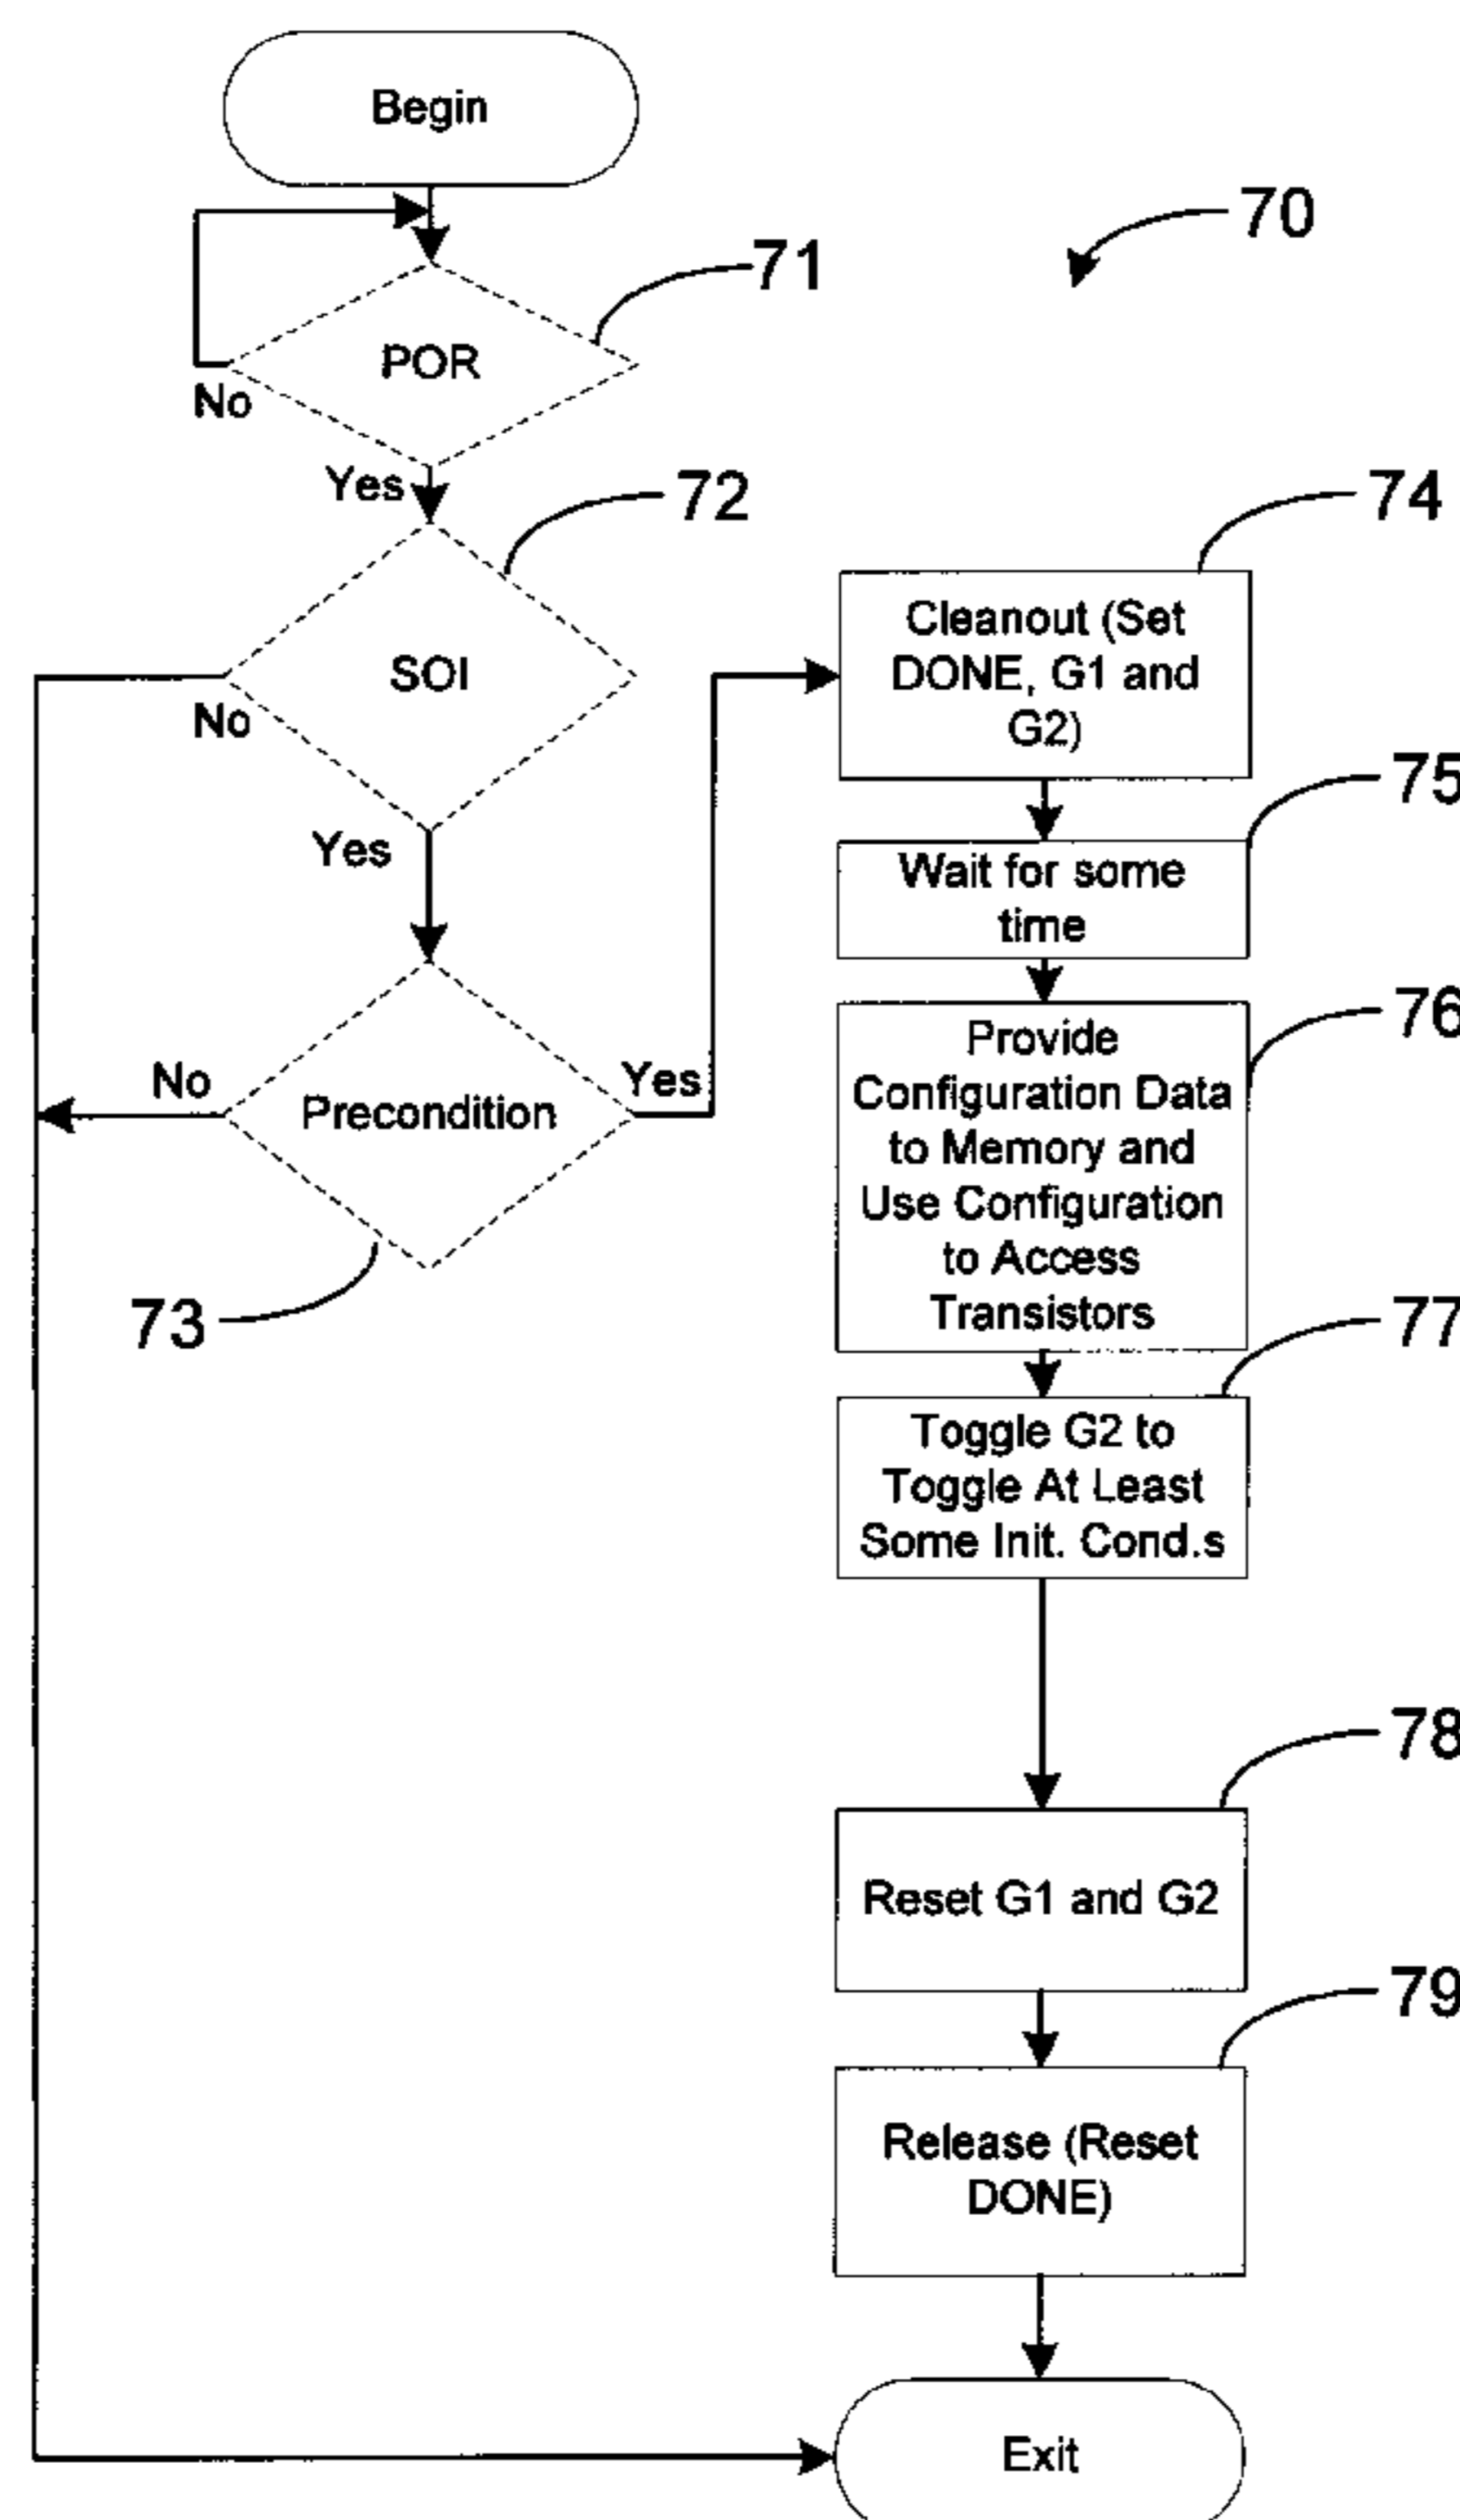 Begin
70
71
POR
No
Yes
72
74
SOI
No
Cleanout (Set
DONE, G1 and
G2)
75
Yes
Wait for some
time
76
Precondition
No
Yes
Provide
Configuration Data
to Memory and
Use Configuration
to Access
Transistors
73
77
Toggle G2 to
Toggle At Least
Some Init. Cond.s
78
Reset G1 and G2
79
Release (Reset
DONE)
Exit